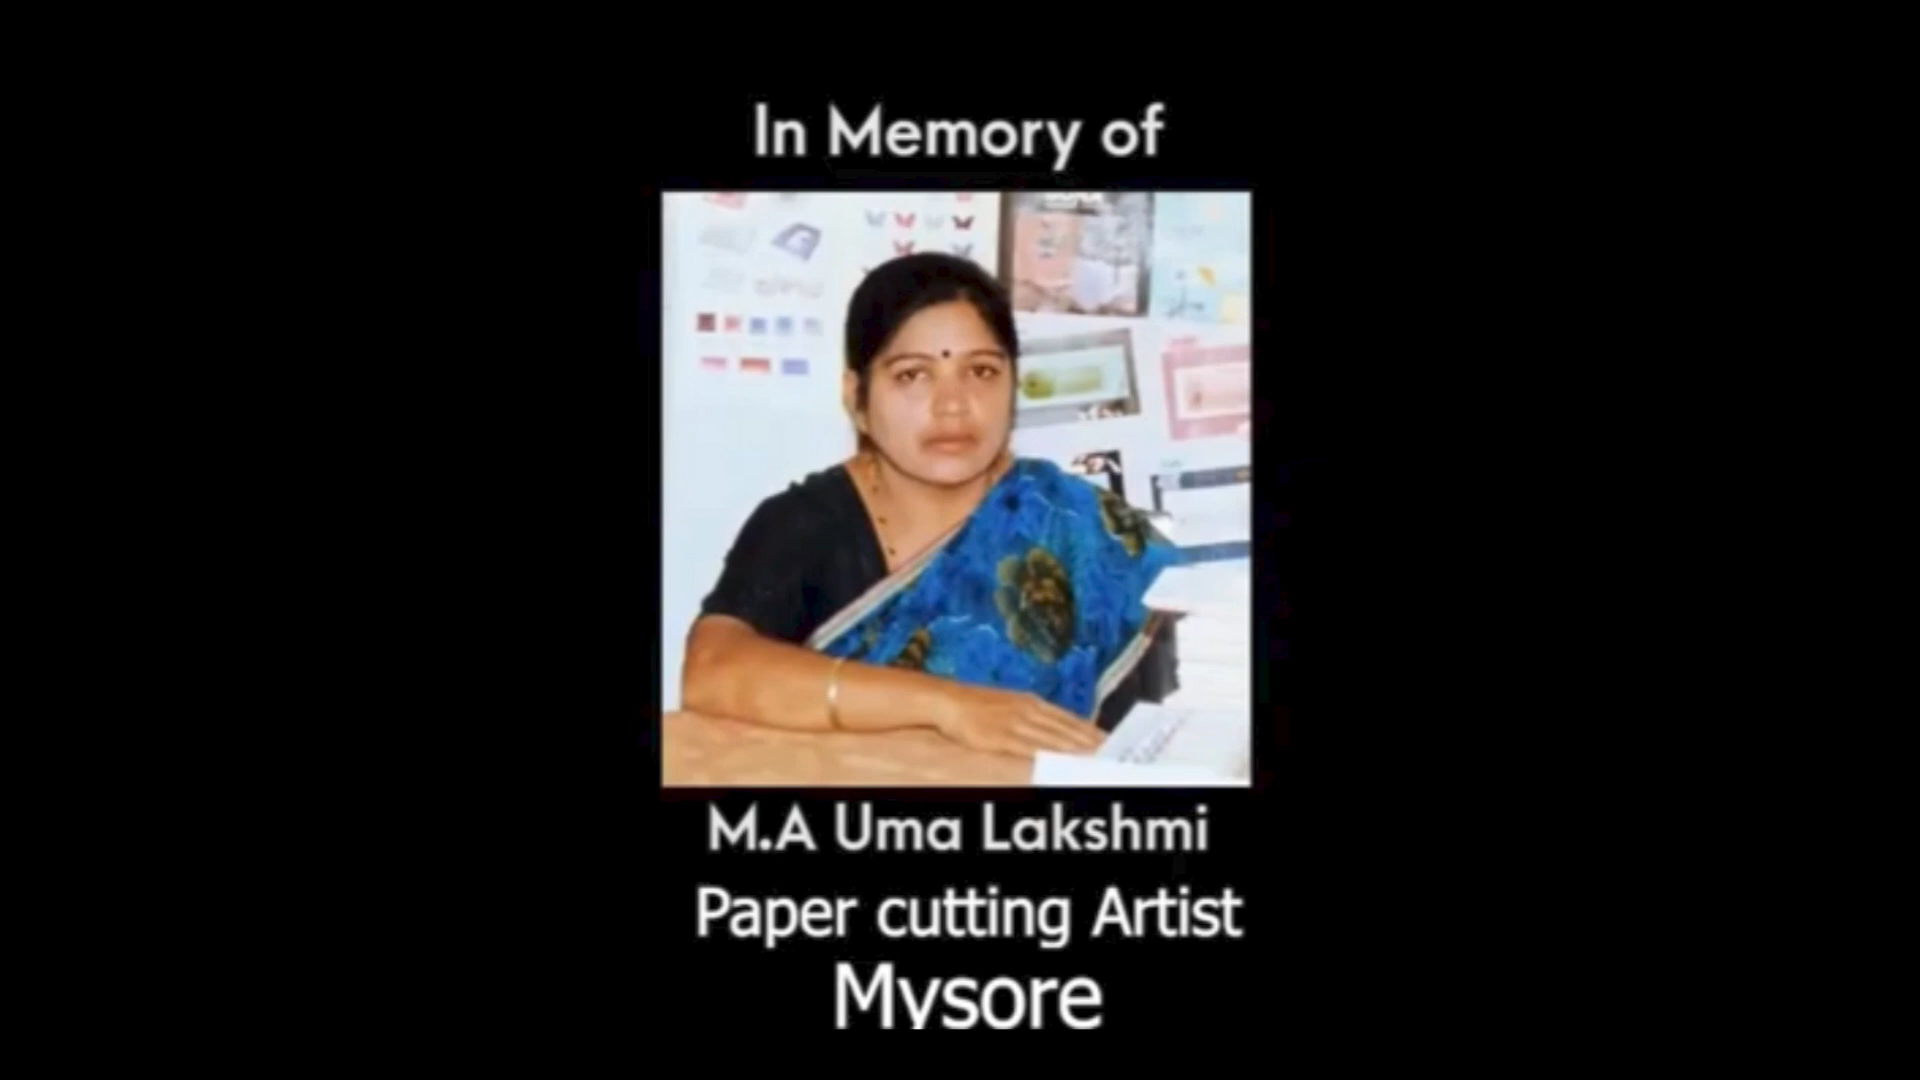 In Memory of
M.A Uma Lakshmi
Paper cutting Artist
Mysore